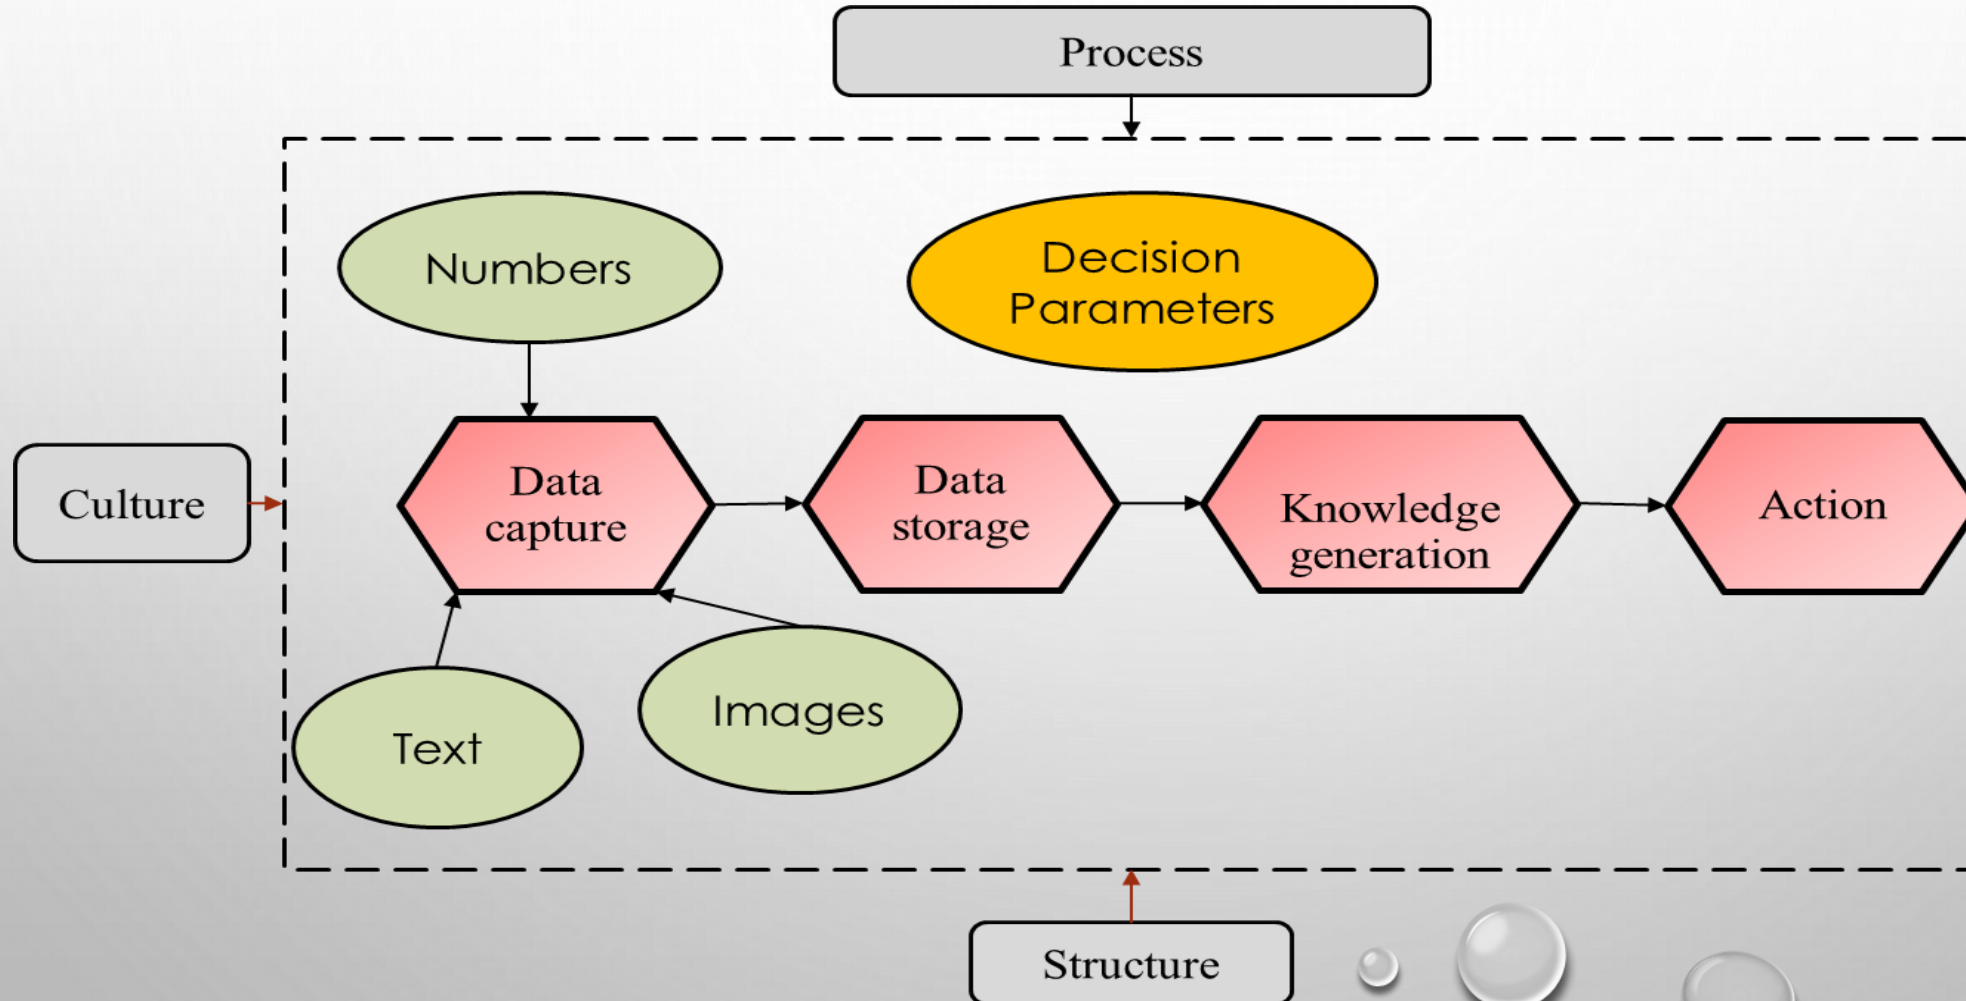 Process
Numbers
Decision
Parameters
Culture
Data
capture
Data
storage
Knowledge
generation
Action
Text
Images
Structure